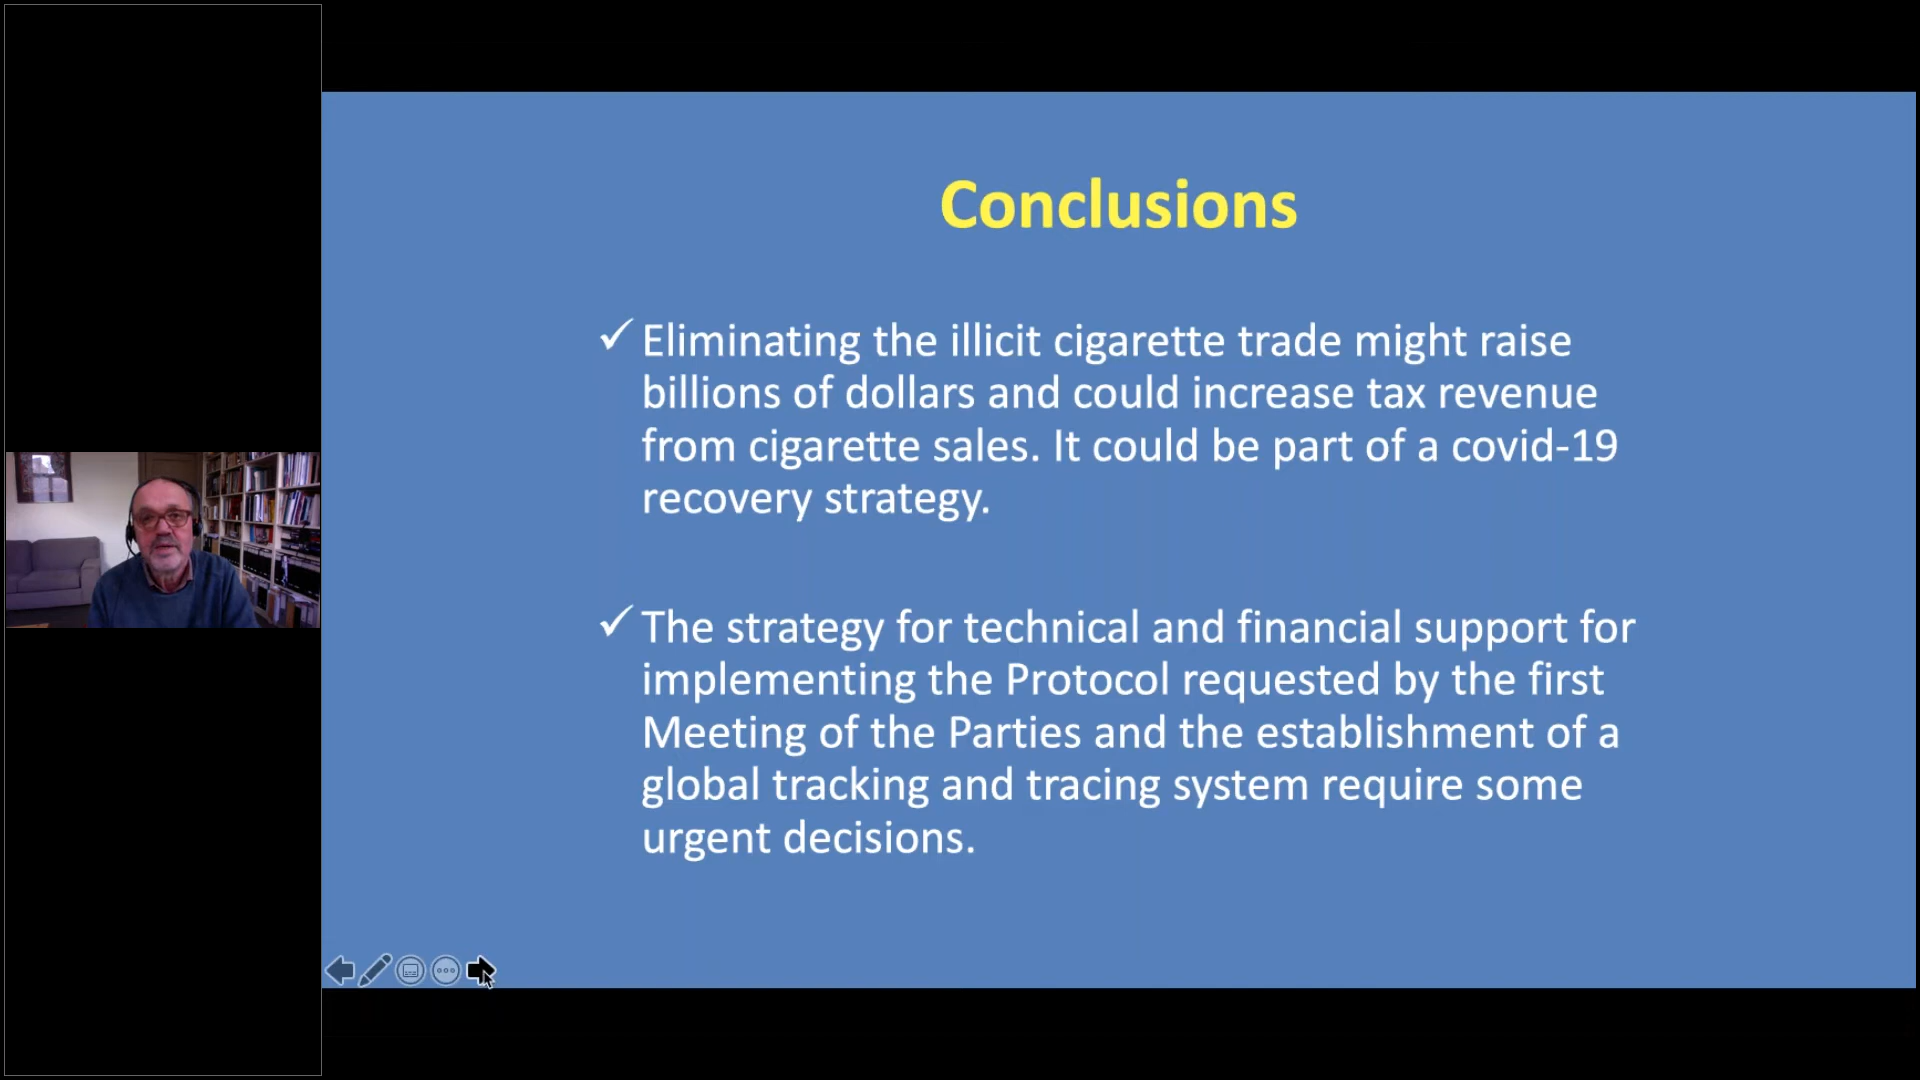 Conclusions
✓ Eliminating the illicit cigarette trade might raise
billions of dollars and could increase tax revenue
from cigarette sales. It could be part of a covid-19
recovery strategy.
✓ The strategy for technical and financial support for
implementing the Protocol requested by the first
Meeting of the Parties and the establishment of a
global tracking and tracing system require some
urgent decisions.